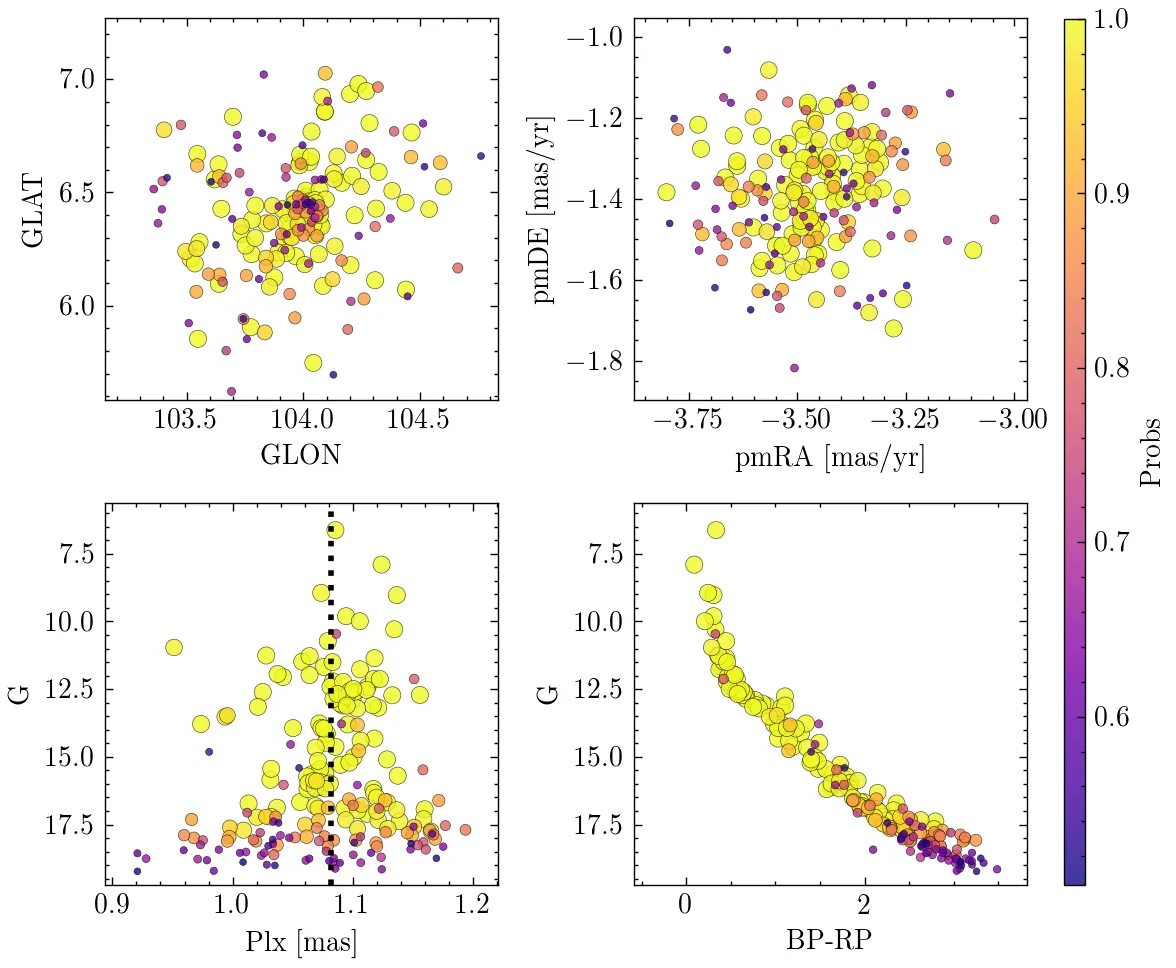 7.0
6.5
6.0
GLAT
103.5 104.0 104.5
GLON
−1.0
−1.2
−1.4
−1.6
−1.8
pmDE [mas/yr]
−3.75 −3.50 −3.25 −3.00
pmRA [mas/yr]
7.5
10.0
12.5
15.0
17.5
G
0.9 1.0 1.1 1.2
Plx [mas]
7.5
10.0
12.5
15.0
17.5
G
0 2
BP-RP
1.0
0.9
0.8
0.7
0.6
Probs